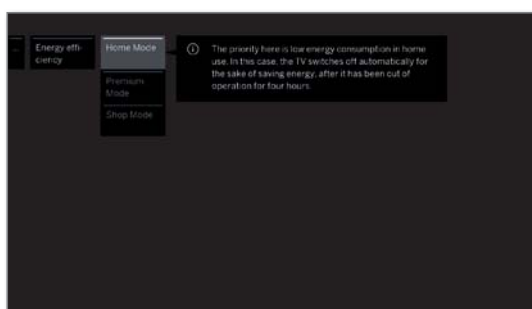 ...
Energy effi-
ciency
Home Mode
Premium
Mode
Shop Mode
The priority here is low energy consumption in home
use. In this case, the TV switches off automatically for
the sake of saving energy, after it has been out of
operation for four hours.